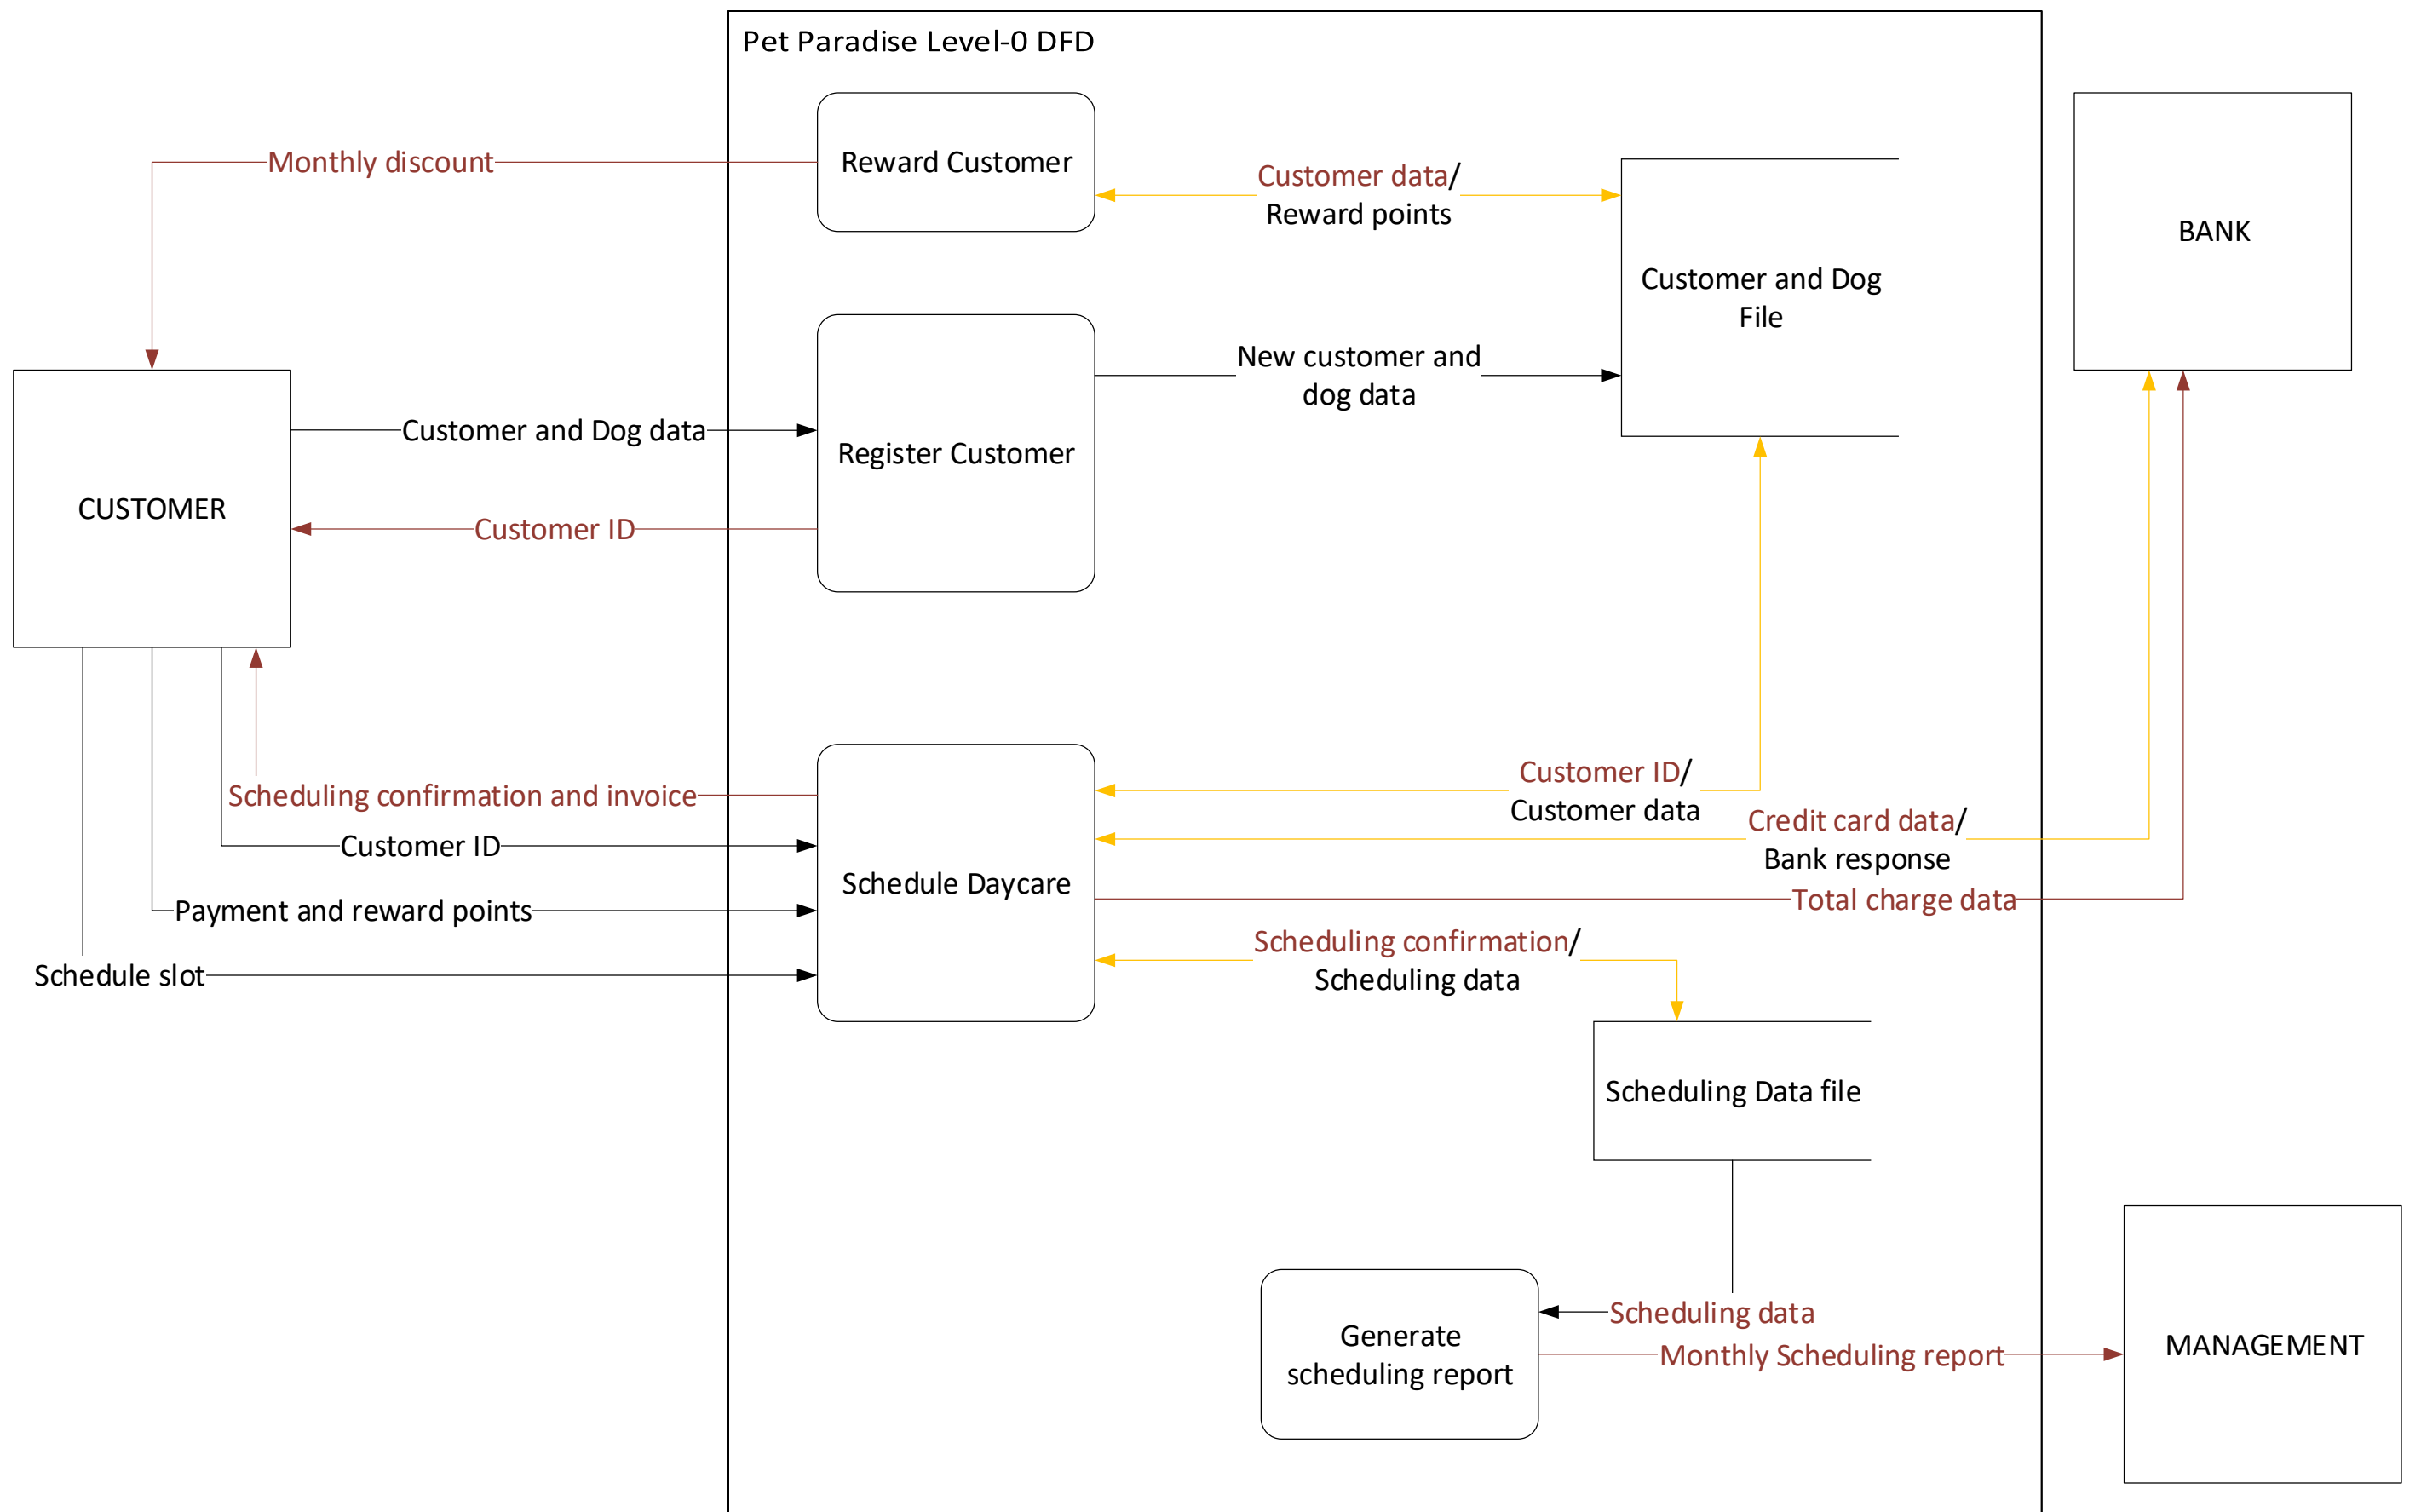 Pet Paradise Level-0 DFD
Reward Customer
Monthly discount
Customer data/
Reward points
BANK
Customer and Dog
File
New customer and
dog data
Customer and Dog data
Register Customer
CUSTOMER
Customer ID
Customer ID/
Customer data
Scheduling confirmation and invoice
Credit card data/
Bank response
Customer ID
Schedule Daycare
Total charge data
Payment and reward points
Scheduling confirmation/
Scheduling data
Schedule slot
Scheduling Data file
Scheduling data
Generate
scheduling report
Monthly Scheduling report
MANAGEMENT